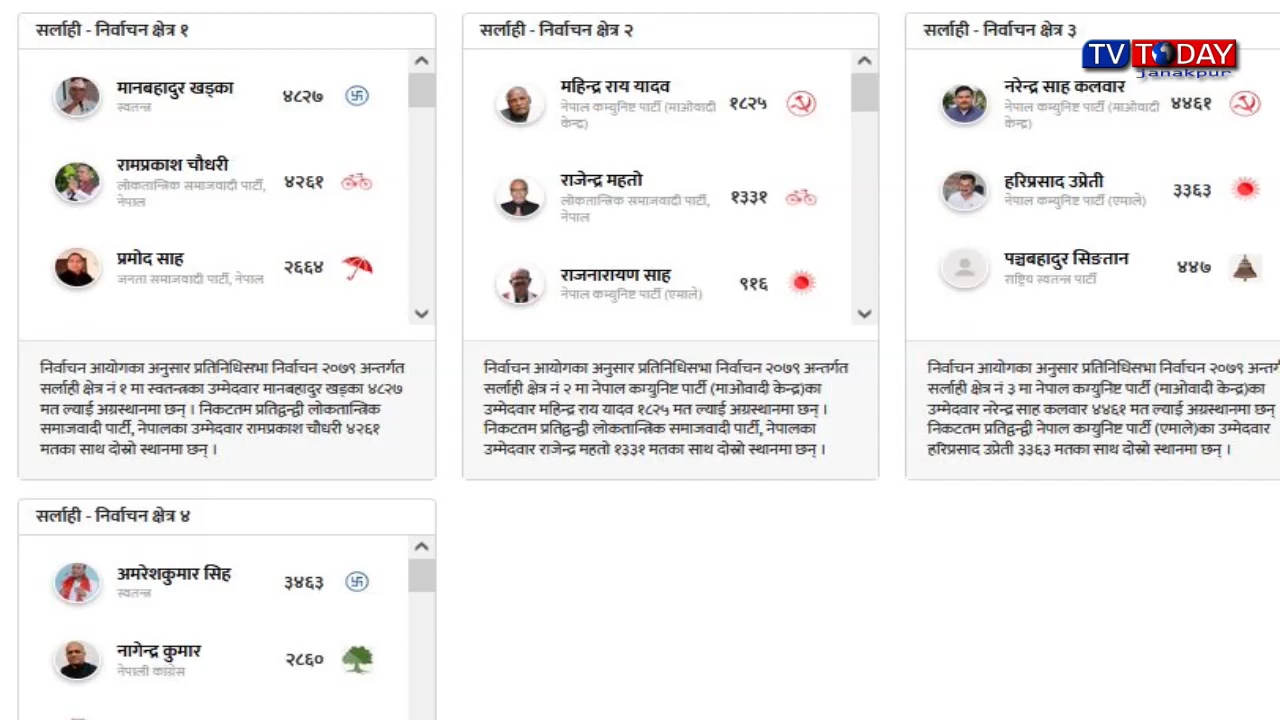 सर्लाही - निर्वाचन क्षेत्र १
मानबहादुर खड्का
स्वतन्त्र
४८२७
रामप्रकाश चौधरी
लोकतान्त्रिक समाजवादी पार्टी,
नेपाल
४२६१
प्रमोद साह
जनता समाजवादी पार्टी, नेपाल
२६६४
निर्वाचन आयोगका अनुसार प्रतिनिधिसभा निर्वाचन २०७९ अन्तर्गत
सर्लाही क्षेत्र नं १ मा स्वतन्त्रका उम्मेदवार मानबहादुर खड्का ४८२७
मत ल्याई अग्रस्थानमा छन् । निकटतम प्रतिद्वन्द्वी लोकतान्त्रिक
समाजवादी पार्टी, नेपालका उम्मेदवार रामप्रकाश चौधरी ४२६१
मतका साथ दोस्रो स्थानमा छन् ।
सर्लाही - निर्वाचन क्षेत्र २
महिन्द्र राय यादव
नेपाल कम्युनिष्ट पार्टी (माओवादी
केन्द्र)
१८२५
राजेन्द्र महतो
लोकतान्त्रिक समाजवादी पार्टी,
नेपाल
१३३१
राजनारायण साह
नेपाल कम्युनिष्ट पार्टी (एमाले)
९१६
निर्वाचन आयोगका अनुसार प्रतिनिधिसभा निर्वाचन २०७९ अन्तर्गत
सर्लाही क्षेत्र नं २ मा नेपाल कम्युनिष्ट पार्टी (माओवादी केन्द्र)का
उम्मेदवार महिन्द्र राय यादव १८२५ मत ल्याई अग्रस्थानमा छन् ।
निकटतम प्रतिद्वन्द्वी लोकतान्त्रिक समाजवादी पार्टी, नेपालका
उम्मेदवार राजेन्द्र महतो १३३१ मतका साथ दोस्रो स्थानमा छन् ।
सर्लाही - निर्वाचन क्षेत्र ३
TV TODAY
Janakpur
नरेन्द्र साह कलवार
नेपाल कम्युनिष्ट पार्टी (माओवादी
केन्द्र)
४४६१
हरिप्रसाद उप्रेती
नेपाल कम्युनिष्ट पार्टी (एमाले)
३३६३
पञ्चबहादुर सिङतान
राष्ट्रिय स्वतन्त्र पार्टी
४४७
निर्वाचन आयोगका अनुसार प्रतिनिधिसभा निर्वाचन २०७९
सर्लाही क्षेत्र नं ३ मा नेपाल कम्युनिष्ट पार्टी (माओवादी केन्द्र)का
उम्मेदवार नरेन्द्र साह कलवार ४४६१ मत ल्याई अग्रस्थानमा छन्
निकटतम प्रतिद्वन्द्वी नेपाल कम्युनिष्ट पार्टी (एमाले)का उम्मेदवार
हरिप्रसाद उप्रेती ३३६३ मतका साथ दोस्रो स्थानमा छन् ।
सर्लाही - निर्वाचन क्षेत्र ४
अमरेशकुमार सिह
स्वतन्त्र
३४६३
नागेन्द्र कुमार
नेपाली कांग्रेस
२८६०